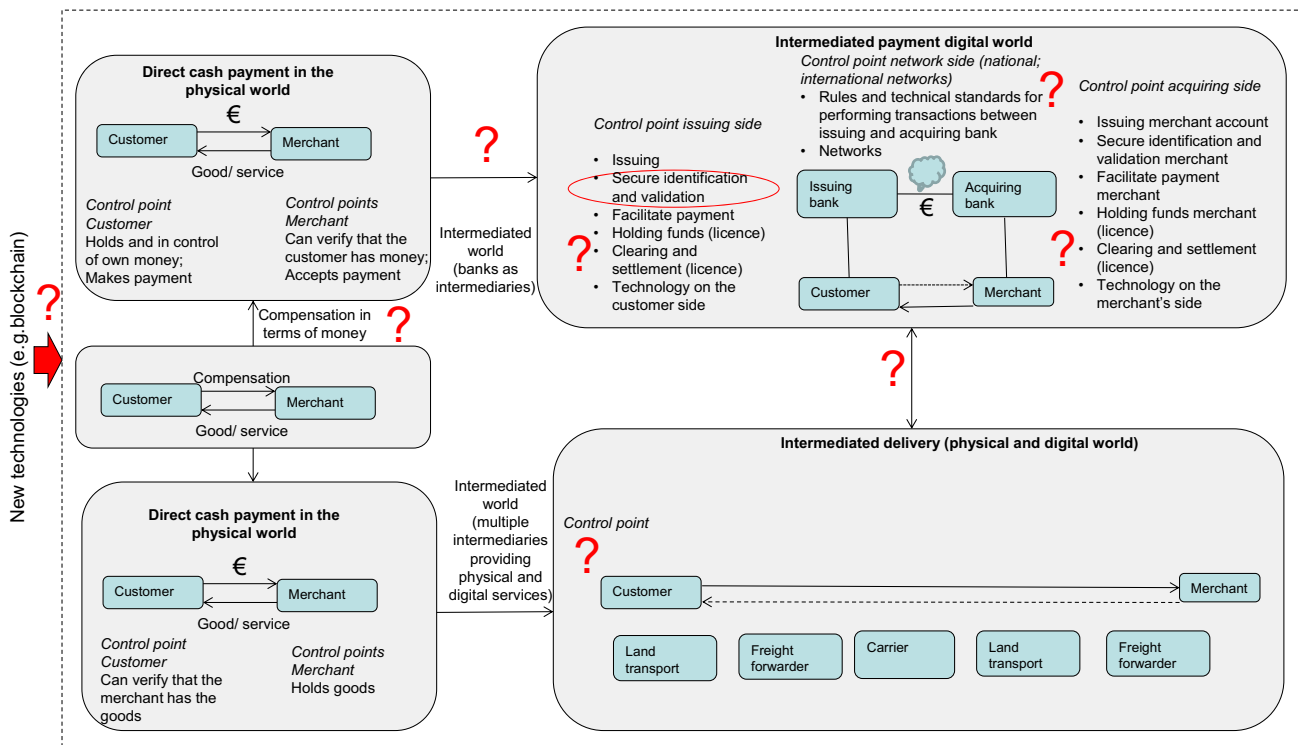 New technologies (e.g.blockchain)
?
Direct cash payment in the
physical world
€
Customer
Merchant
Good/ service
Control point
Customer
Holds and in control
of own money;
Makes payment
Control points
Merchant
Can verify that the
customer has money;
Accepts payment
Compensation in
terms of money
?
Compensation
Customer
Merchant
Good/ service
Direct cash payment in the
physical world
€
Customer
Merchant
Good/ service
Control point
Customer
Can verify that the
merchant has the
goods
Control points
Merchant
Holds goods
?
Intermediated
world
(banks as
intermediaries)
Intermediated
world
(multiple
intermediaries
providing
physical and
digital services)
Intermediated payment digital world
Control point network side (national;
international networks)
• Rules and technical standards for
performing transactions between
issuing and acquiring bank
• Networks
?
Control point issuing side
• Issuing
• Secure identification
and validation
• Facilitate payment
• Holding funds (licence)
• Clearing and
settlement (licence)
• Technology on the
customer side
?
Issuing
bank
€
Acquiring
bank
Customer
Merchant
Control point acquiring side
• Issuing merchant account
• Secure identification and
validation merchant
• Facilitate payment
merchant
• Holding funds merchant
(licence)
• Clearing and settlement
(licence)
• Technology on the
merchant's side
?
?
Intermediated delivery (physical and digital world)
Control point
?
Customer
Merchant
Land
transport
Freight
forwarder
Carrier
Land
transport
Freight
forwarder